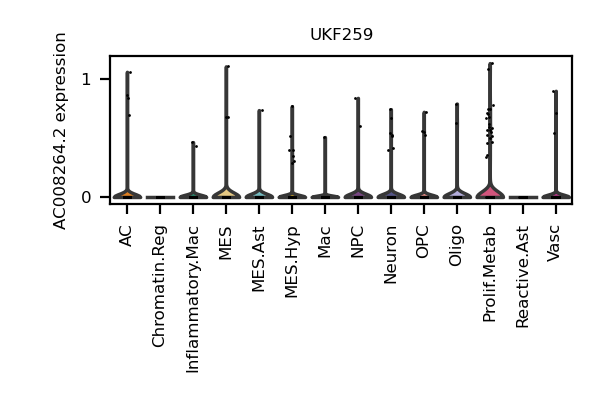 UKF259
AC008264.2 expression
1
0
AC
Chromatin.Reg
Inflammatory.Mac
MES
MES.Ast
MES.Hyp
Mac
NPC
Neuron
OPC
Oligo
Prolif.Metab
Reactive.Ast
Vasc